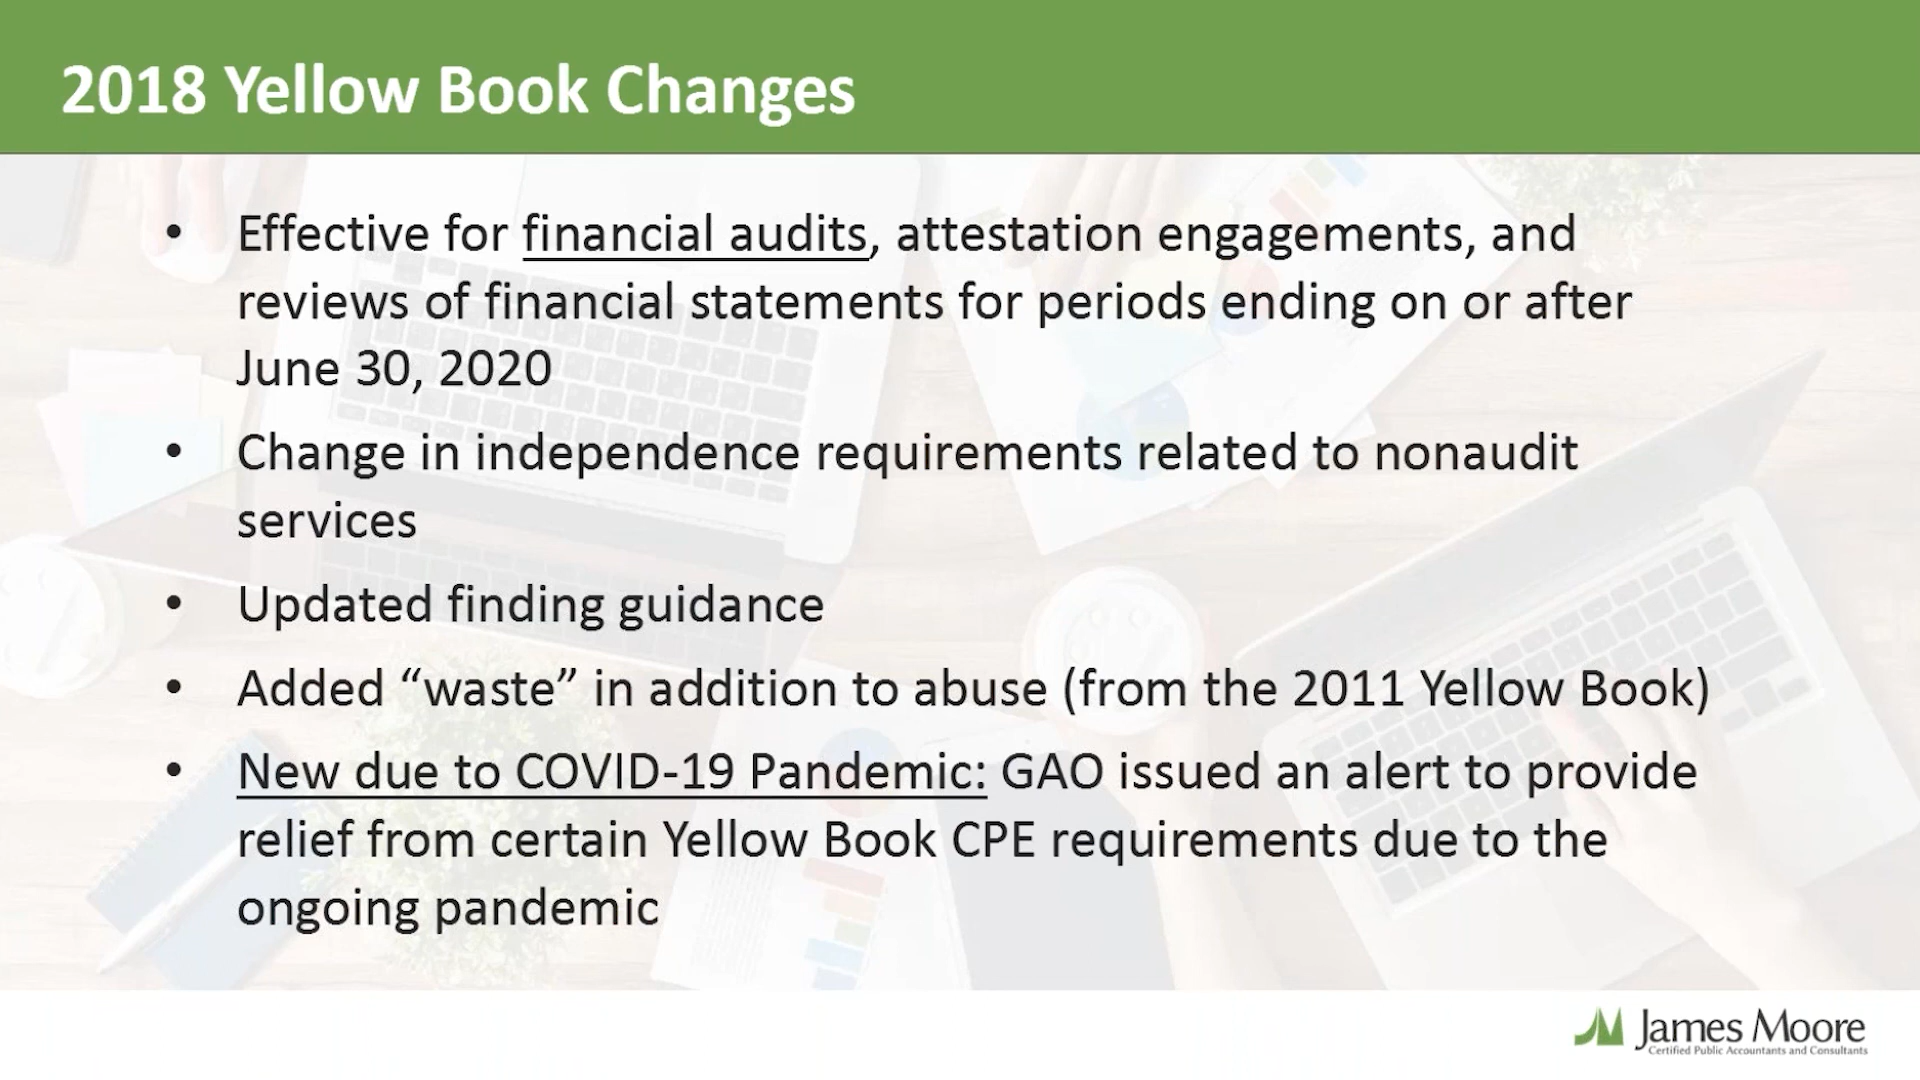 2018 Yellow Book Changes
• Effective for financial audits, attestation engagements, and
reviews of financial statements for periods ending on or after
June 30, 2020
• Change in independence requirements related to nonaudit
services
• Updated finding guidance
• Added “waste” in addition to abuse (from the 2011 Yellow Book)
• New due to COVID-19 Pandemic: GAO issued an alert to provide
relief from certain Yellow Book CPE requirements due to the
ongoing pandemic
James Moore
Certified Public Accountants and Consultants